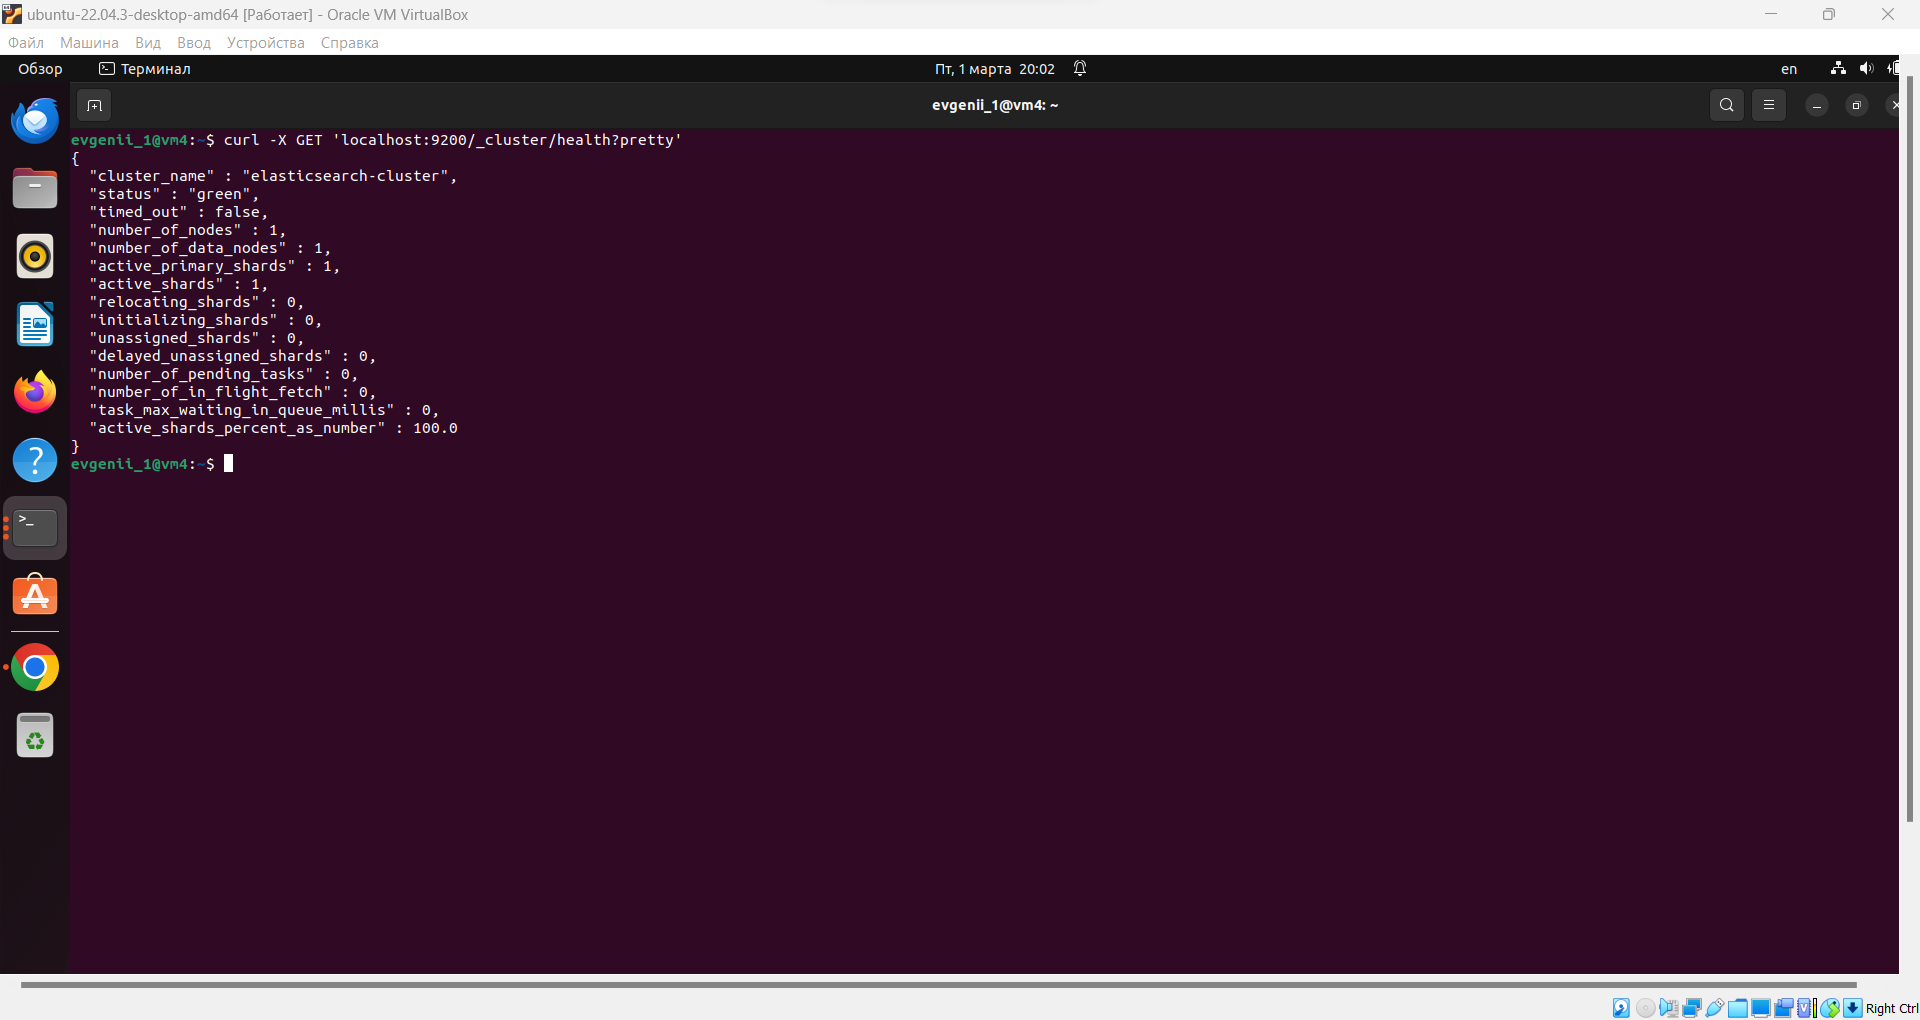 ubuntu-22.04.3-desktop-amd64 [Работает] - Oracle VM VirtualBox
Файл Машина Вид Ввод Устройства Справка
Обзор Терминал Пт, 1 марта 20:02 en
evgenii_1@vm4: ~
evgenii_1@vm4:~$ curl -X GET 'localhost:9200/_cluster/health?pretty'
{
"cluster_name" : "elasticsearch-cluster",
"status" : "green",
"timed_out" : false,
"number_of_nodes" : 1,
"number_of_data_nodes" : 1,
"active_primary_shards" : 1,
"active_shards" : 1,
"relocating_shards" : 0,
"initializing_shards" : 0,
"unassigned_shards" : 0,
"delayed_unassigned_shards" : 0,
"number_of_pending_tasks" : 0,
"number_of_in_flight_fetch" : 0,
"task_max_waiting_in_queue_millis" : 0,
"active_shards_percent_as_number" : 100.0
}
evgenii_1@vm4:~$
Right Ctrl